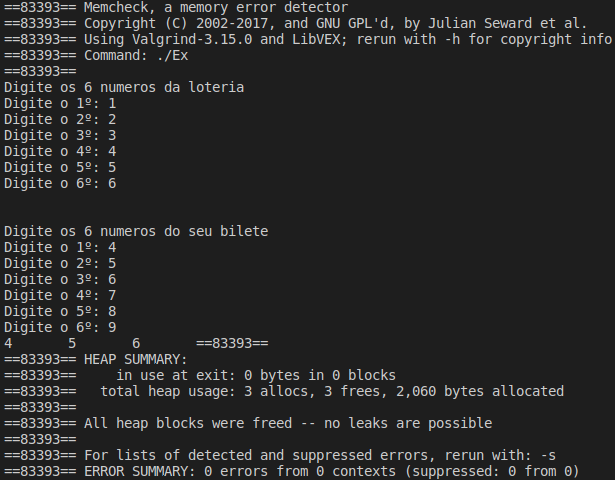 ==83393== Memcheck, a memory error detector
==83393== Copyright (C) 2002-2017, and GNU GPL'd, by Julian Seward et al.
==83393== Using Valgrind-3.15.0 and LibVEX; rerun with -h for copyright info
==83393== Command: ./Ex
==83393==
Digite os 6 numeros da loteria
Digite o 1º: 1
Digite o 2º: 2
Digite o 3º: 3
Digite o 4º: 4
Digite o 5º: 5
Digite o 6º: 6
Digite os 6 numeros do seu bilete
Digite o 1º: 4
Digite o 2º: 5
Digite o 3º: 6
Digite o 4º: 7
Digite o 5º: 8
Digite o 6º: 9
4       5       6       ==83393==
==83393== HEAP SUMMARY:
==83393==     in use at exit: 0 bytes in 0 blocks
==83393==   total heap usage: 3 allocs, 3 frees, 2,060 bytes allocated
==83393==
==83393== All heap blocks were freed -- no leaks are possible
==83393==
==83393== For lists of detected and suppressed errors, rerun with: -s
==83393== ERROR SUMMARY: 0 errors from 0 contexts (suppressed: 0 from 0)